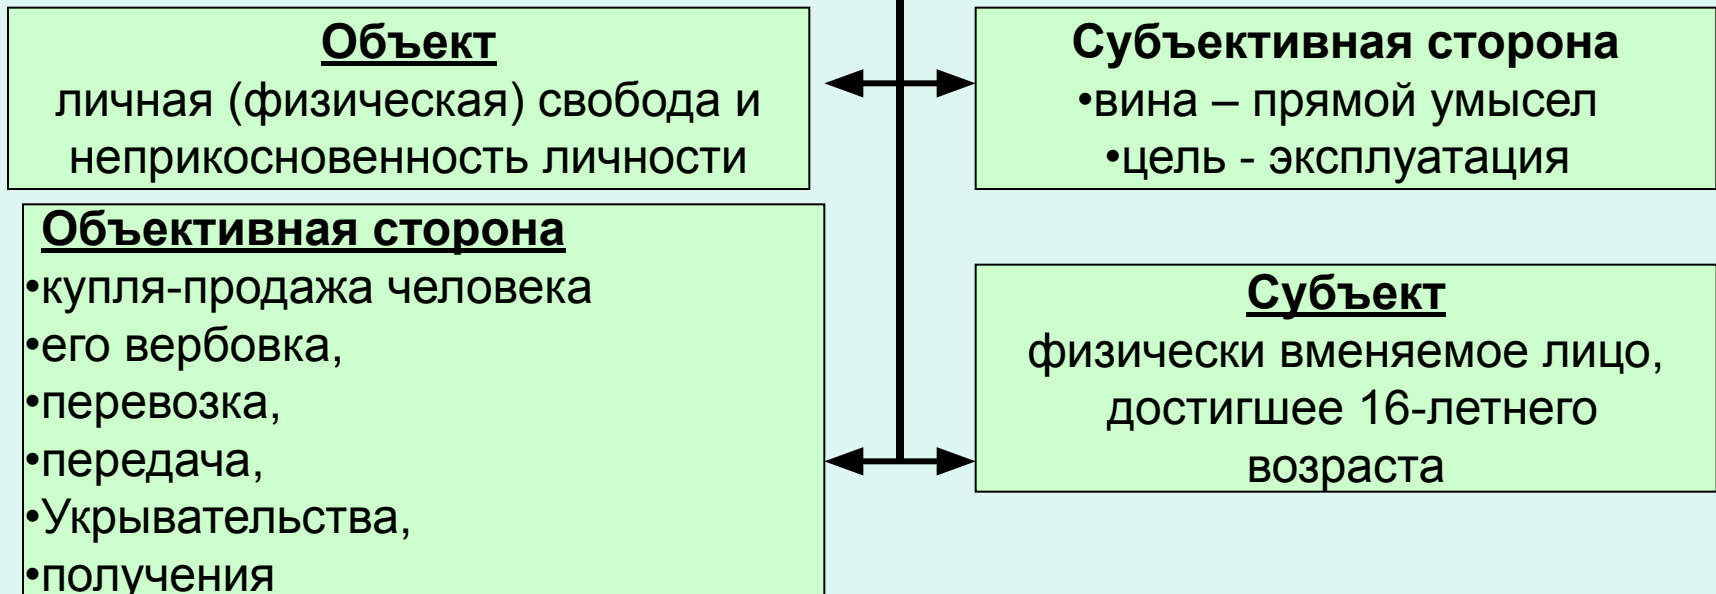 Объект
личная (физическая) свобода и
неприкосновенность личности
Объективная сторона
•купля-продажа человека
•его вербовка,
•перевозка,
•передача,
•Укрывательства,
•получения
Субъективная сторона
•вина – прямой умысел
•цель - эксплуатация
Субъект
физически вменяемое лицо,
достигшее 16-летнего
возраста